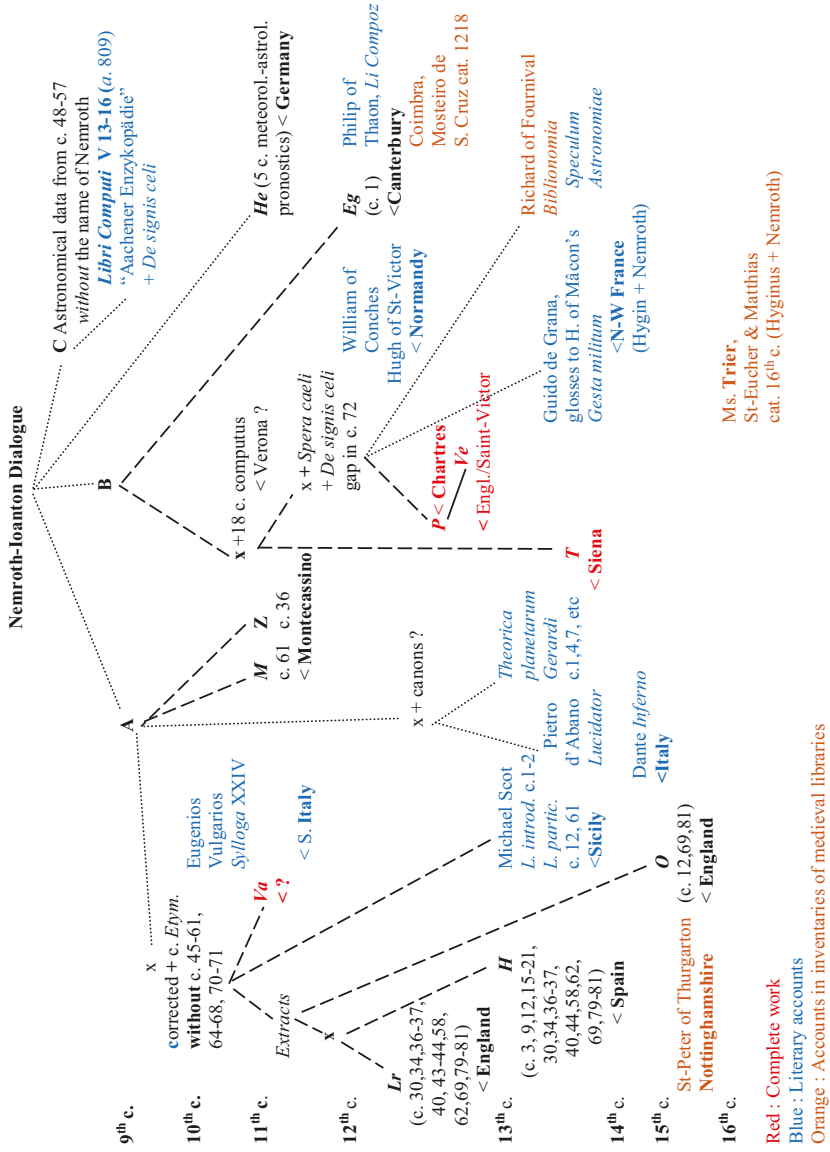 Nemroth-Ioanton Dialogue
9th c.
10th c.
11th c.
12th c.
13th c.
14th c.
15th c.
16th c.
x
corrected + c. Etym.
without c. 45-61,
64-68, 70-71
Eugenios
Vulgarios
Sylloga XXIV
< S. Italy
Va
< ?
Extracts
x
Lr
(c. 30,34,36-37,
40, 43-44,58,
62,69,79-81)
< England
H
(c. 3, 9,12,15-21,
30,34,36-37,
40,44,58,62,
69,79-81)
< Spain
St-Peter of Thurgarton
Nottinghamshire
O
(c. 12,69,81)
< England
Michael Scot
L. introd. c.1-2
L. partic.
c. 12, 61
<Sicily
A
M
c. 61
Z
c. 36
< Montecassino
x + canons ?
Pietro
d'Abano
Lucidator
Theorica
planetarum
Gerardi
c.1,4,7, etc
Dante Inferno
<Italy
B
x +18 c. computus
< Verona ?
x + Spera caeli
+ De signis celi
gap in c. 72
P < Chartres
Ve
< Engl./Saint-Victor
T
< Siena
William of
Conches
Hugh of St-Victor
< Normandy
Guido de Grana,
glosses to H. of Mâcon's
Gesta militum
<N-W France
(Hygin + Nemroth)
Ms. Trier,
St-Eucher & Matthias
cat. 16th c. (Hyginus + Nemroth)
C Astronomical data from c. 48-57
without the name of Nemroth
Libri Computi V 13-16 (a. 809)
“Aachener Enzykopädie”
+ De signis celi
He (5 c. meteorol.-astrol.
pronostics) < Germany
Eg
(c. 1)
<Canterbury
Philip of
Thaon, Li Compoz
Coimbra,
Mosteiro de
S. Cruz cat. 1218
Richard of Fournival
Biblionomia
Speculum
Astronomiae
Red : Complete work
Blue : Literary accounts
Orange : Accounts in inventaries of medieval libraries